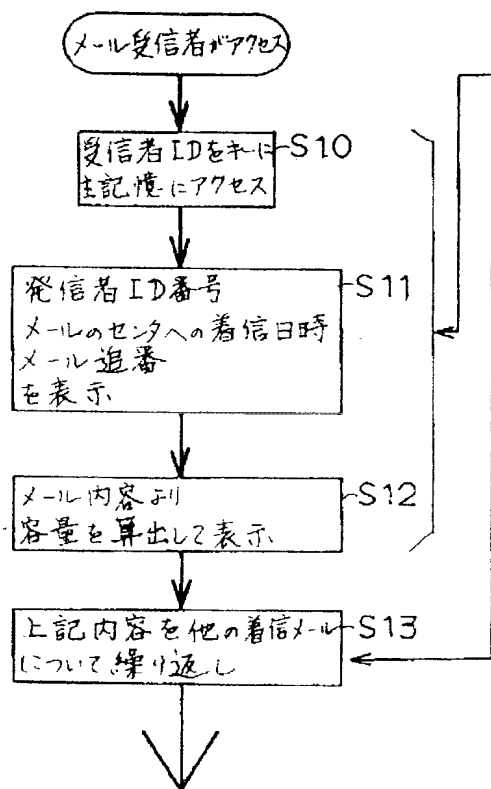 メール受信者がアクセス
受信者IDをキーに
主記憶にアクセス
S10
発信者ID番号
メールのセンタへの着信日時
メール追番
を表示
S11
メール内容より
容量を算出して表示
S12
上記内容を他の着信メール
について繰り返し
S13